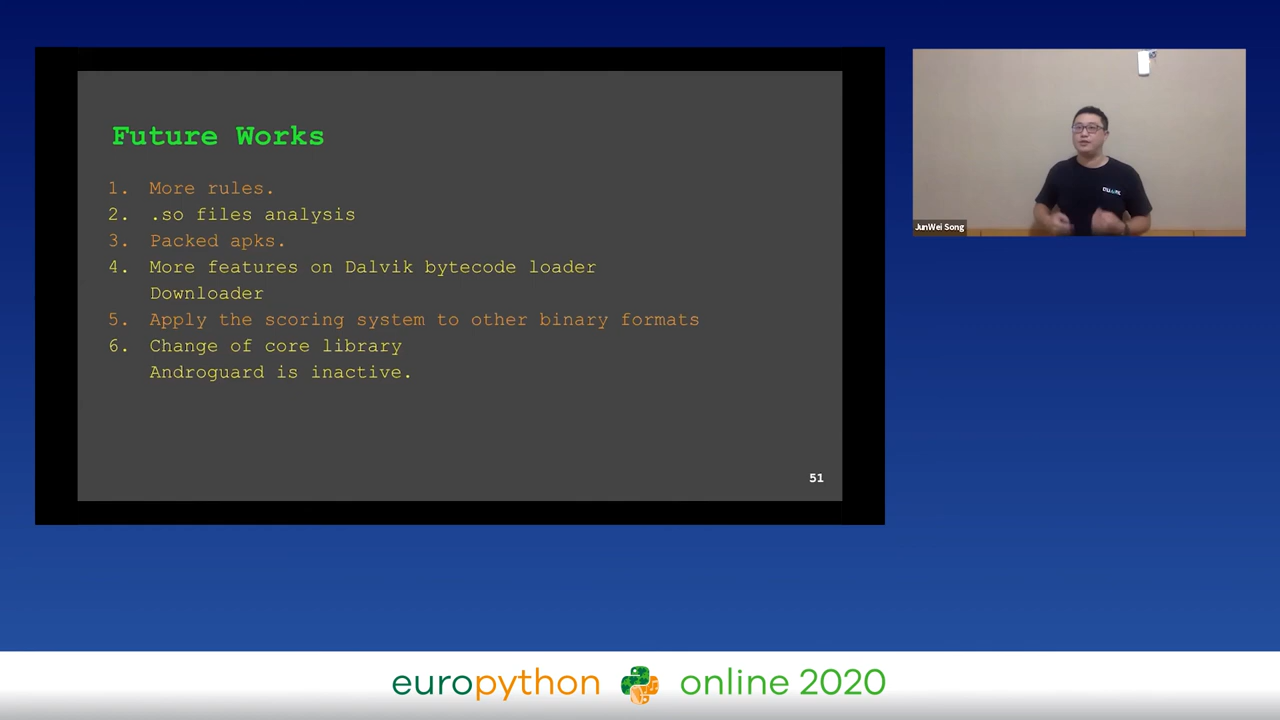 Future Works
1. More rules.
2. .so files analysis
3. Packed apks.
4. More features on Dalvik bytecode loader
Downloader
5. Apply the scoring system to other binary formats
6. Change of core library
Androguard is inactive.
51
JunWei Song
europython online 2020